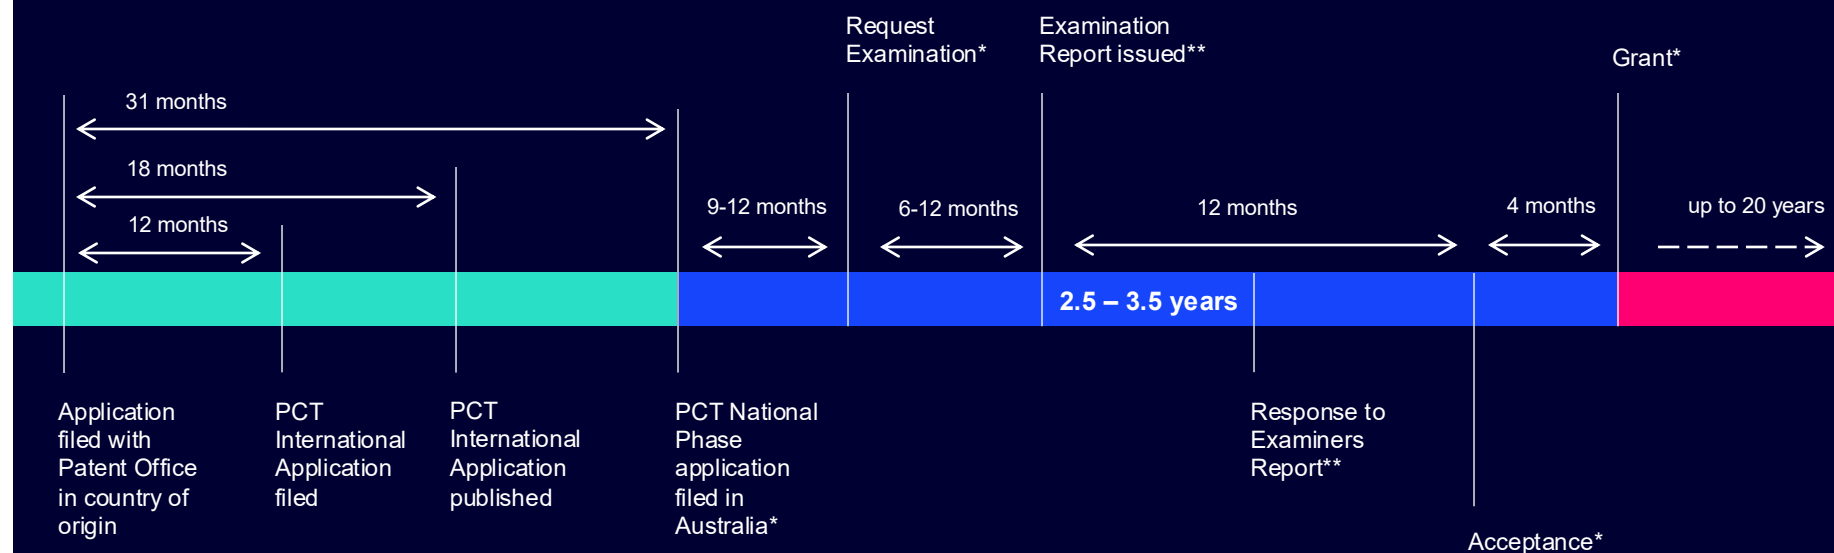 Request
Examination*
Examination
Report issued**
Grant*
31 months
18 months
12 months
9-12 months
6-12 months
12 months
4 months
up to 20 years
2.5 – 3.5 years
Application
filed with
Patent Office
in country of
origin
PCT
International
Application
filed
PCT
International
Application
published
PCT National
Phase
application
filed in
Australia*
Response to
Examiners
Report**
Acceptance*